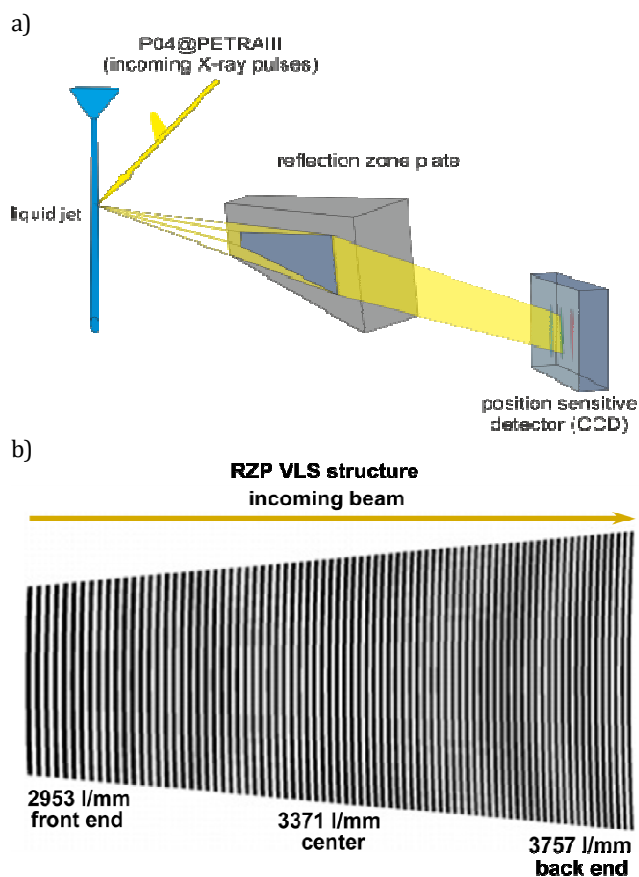 a)
P04@PETRAIII
(incoming X-ray pulses)
reflection zone plate
liquid jet
position sensitive
detector (CCD)
b)
RZP VLS structure
incoming beam
2953 l/mm
front end
3371 l/mm
center
3757 l/mm
back end